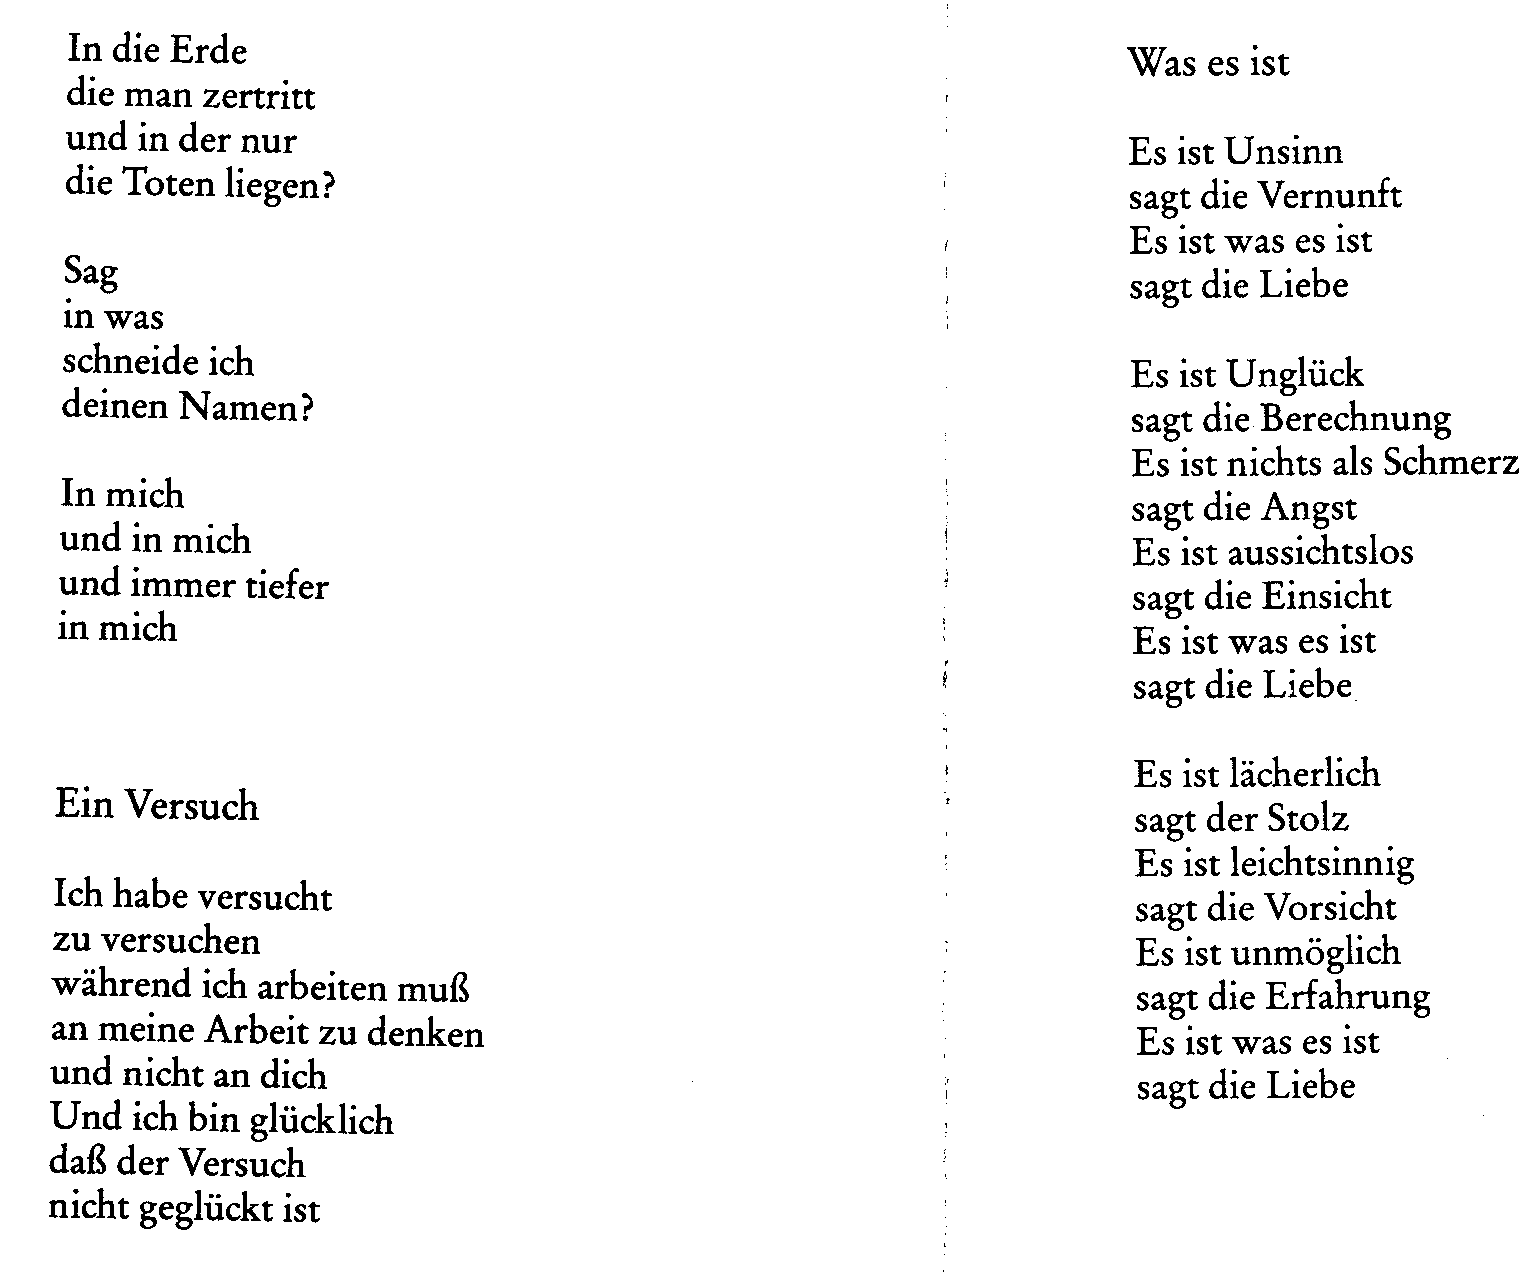 In die Erde
die man zertritt
und in der nur
die Toten liegen?
Sag
in was
schneide ich
deinen Namen?
In mich
und in mich
und immer tiefer
in mich
Ein Versuch
Ich habe versucht
zu versuchen
während ich arbeiten muß
an meine Arbeit zu denken
und nicht an dich
Und ich bin glücklich
daß der Versuch
nicht geglückt ist
Was es ist
Es ist Unsinn
sagt die Vernunft
Es ist was es ist
sagt die Liebe
Es ist Unglück
sagt die Berechnung
Es ist nichts als Schmerz
sagt die Angst
Es ist aussichtslos
sagt die Einsicht
Es ist was es ist
sagt die Liebe
Es ist lächerlich
sagt der Stolz
Es ist leichtsinnig
sagt die Vorsicht
Es ist unmöglich
sagt die Erfahrung
Es ist was es ist
sagt die Liebe